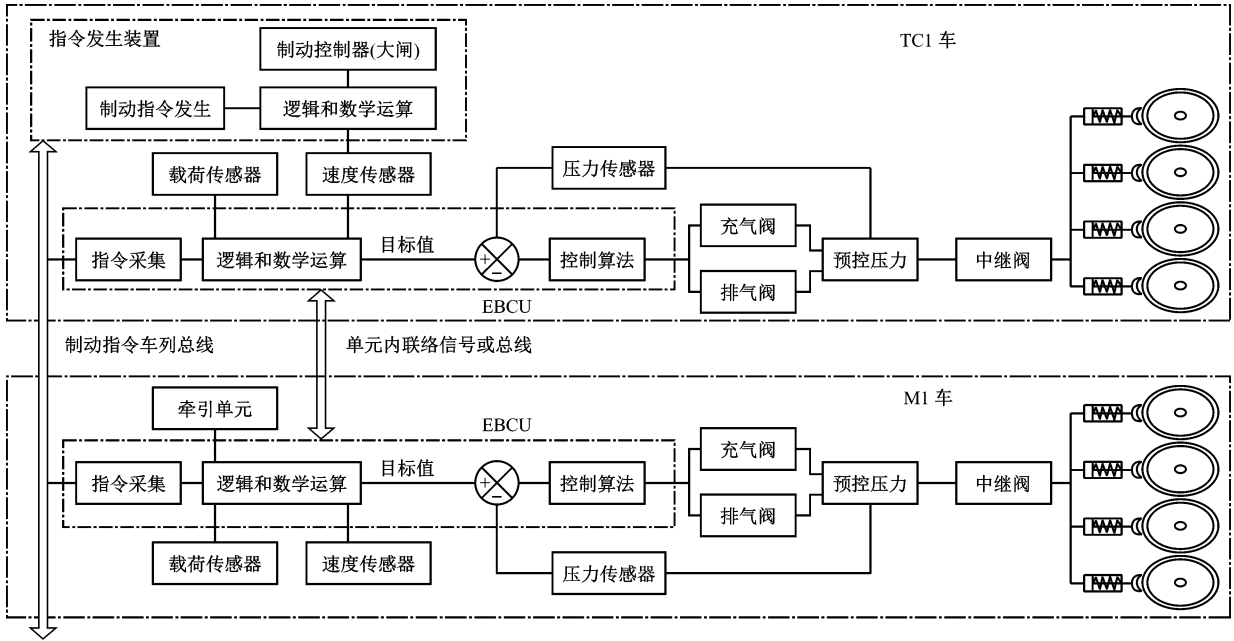 指令发生装置
制动控制器(大闸)
TC1 车
制动指令发生
逻辑和数学运算
载荷传感器
速度传感器
压力传感器
指令采集
逻辑和数学运算
目标值
+
−
控制算法
充气阀
排气阀
预控压力
中继阀
EBCU
制动指令车列总线
单元内联络信号或总线
M1 车
牵引单元
EBCU
指令采集
逻辑和数学运算
目标值
+
−
控制算法
充气阀
排气阀
预控压力
中继阀
载荷传感器
速度传感器
压力传感器